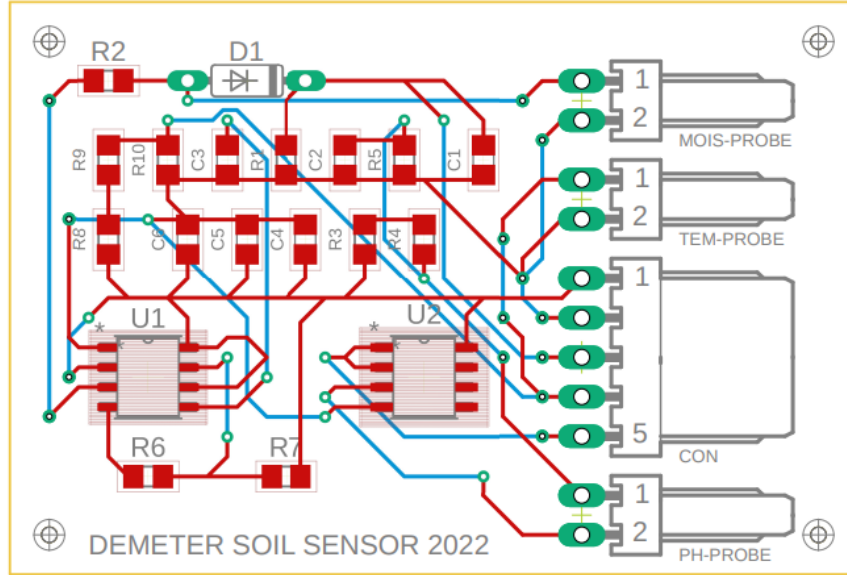 R2
D1
1
2
MOIS-PROBE
R9
R10
C3
R1
C2
R5
C1
1
2
TEM-PROBE
R8
C6
C5
C4
R3
R4
1
5
CON
U1
*
*
U2
*
*
R6
R7
1
2
PH-PROBE
DEMETER SOIL SENSOR 2022